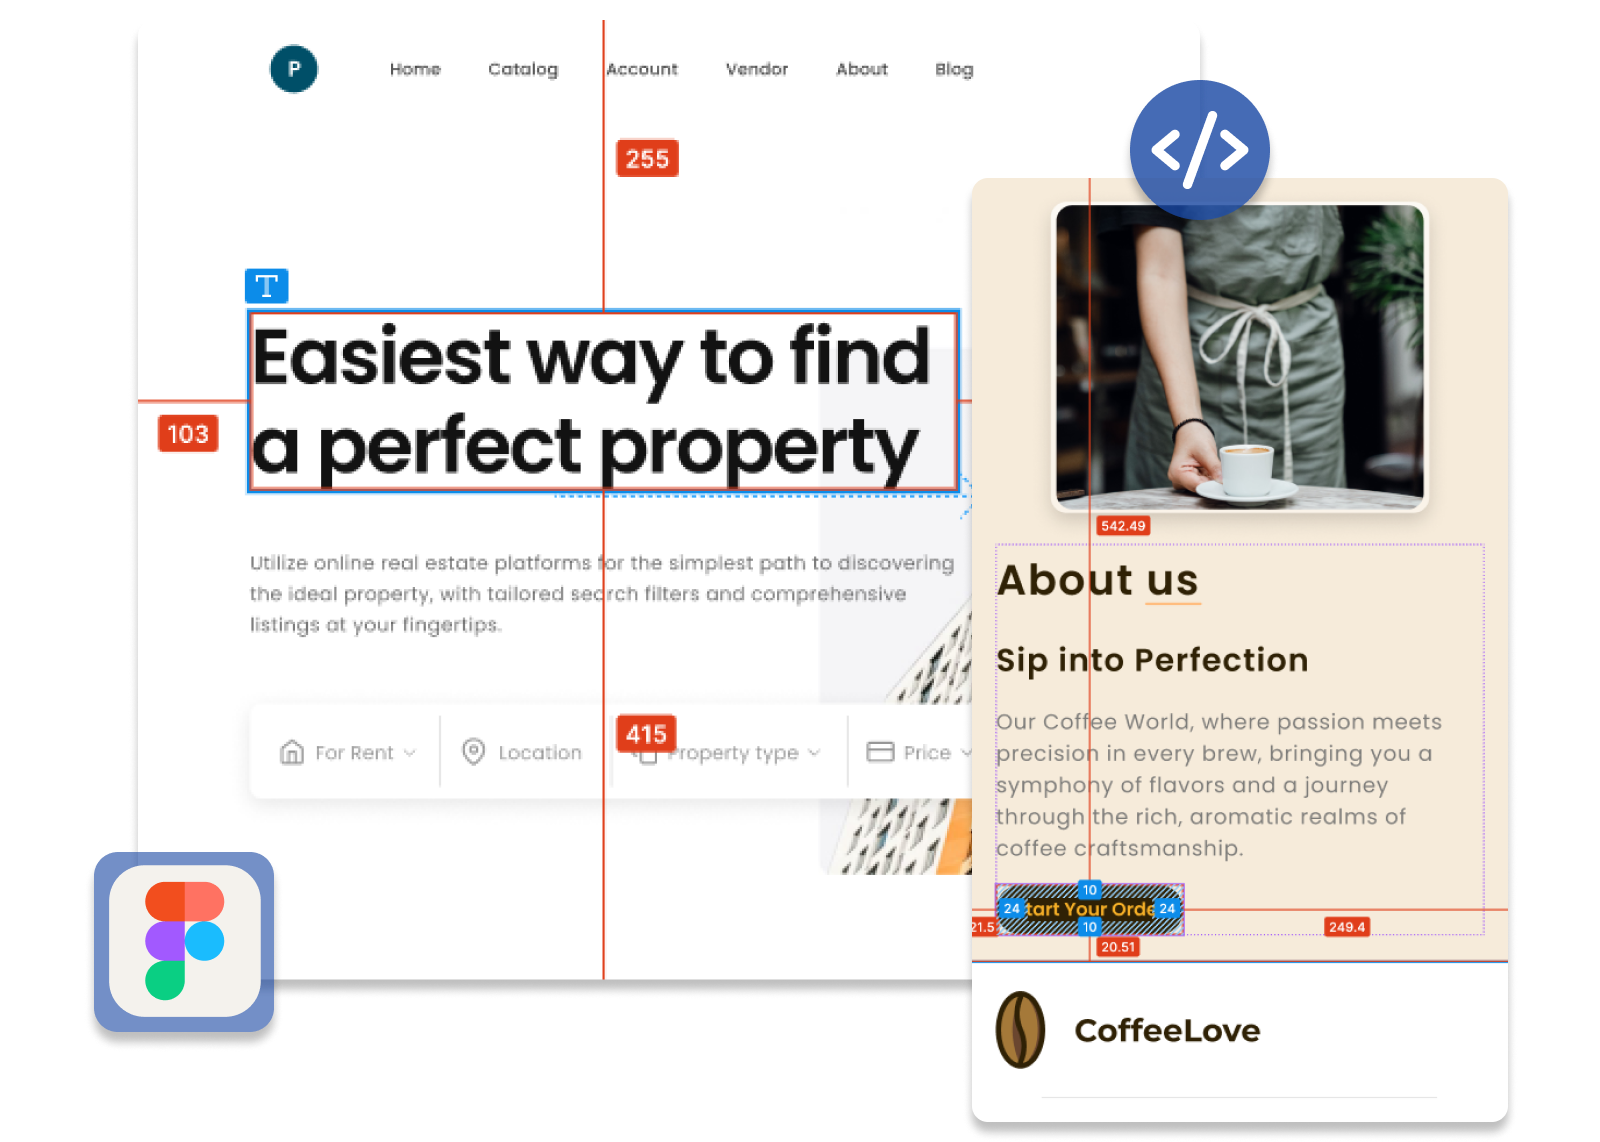 P
Home
Catalog
Account
Vendor
About
Blog
255
T
Easiest way to find
a perfect property
103
Utilize online real estate platforms for the simplest path to discovering
the ideal property, with tailored search filters and comprehensive
listings at your fingertips.
For Rent
Location
415
Property type
Price
</>
542.49
About us
Sip into Perfection
Our Coffee World, where passion meets
precision in every brew, bringing you a
symphony of flavors and a journey
through the rich, aromatic realms of
coffee craftsmanship.
10
24
tart Your Orde
24
10
21.5
249.4
20.51
CoffeeLove